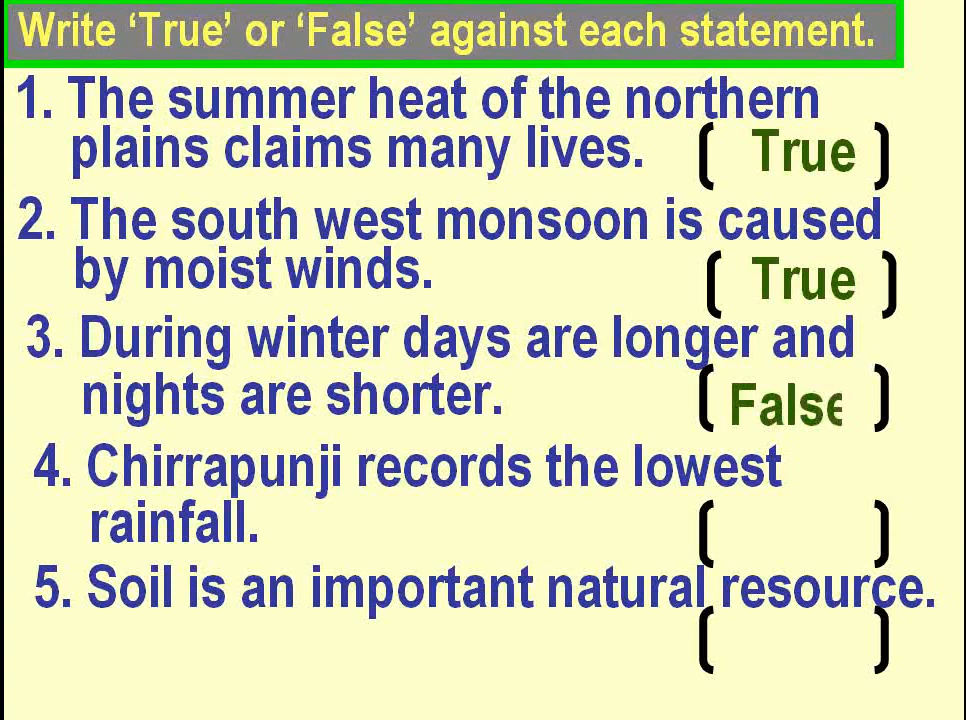 Write ‘True’ or ‘False’ against each statement.
1. The summer heat of the northern
plains claims many lives. ( True )
2. The south west monsoon is caused
by moist winds. ( True )
3. During winter days are longer and
nights are shorter. ( False )
4. Chirrapunji records the lowest
rainfall. ( )
5. Soil is an important natural resource.
( )